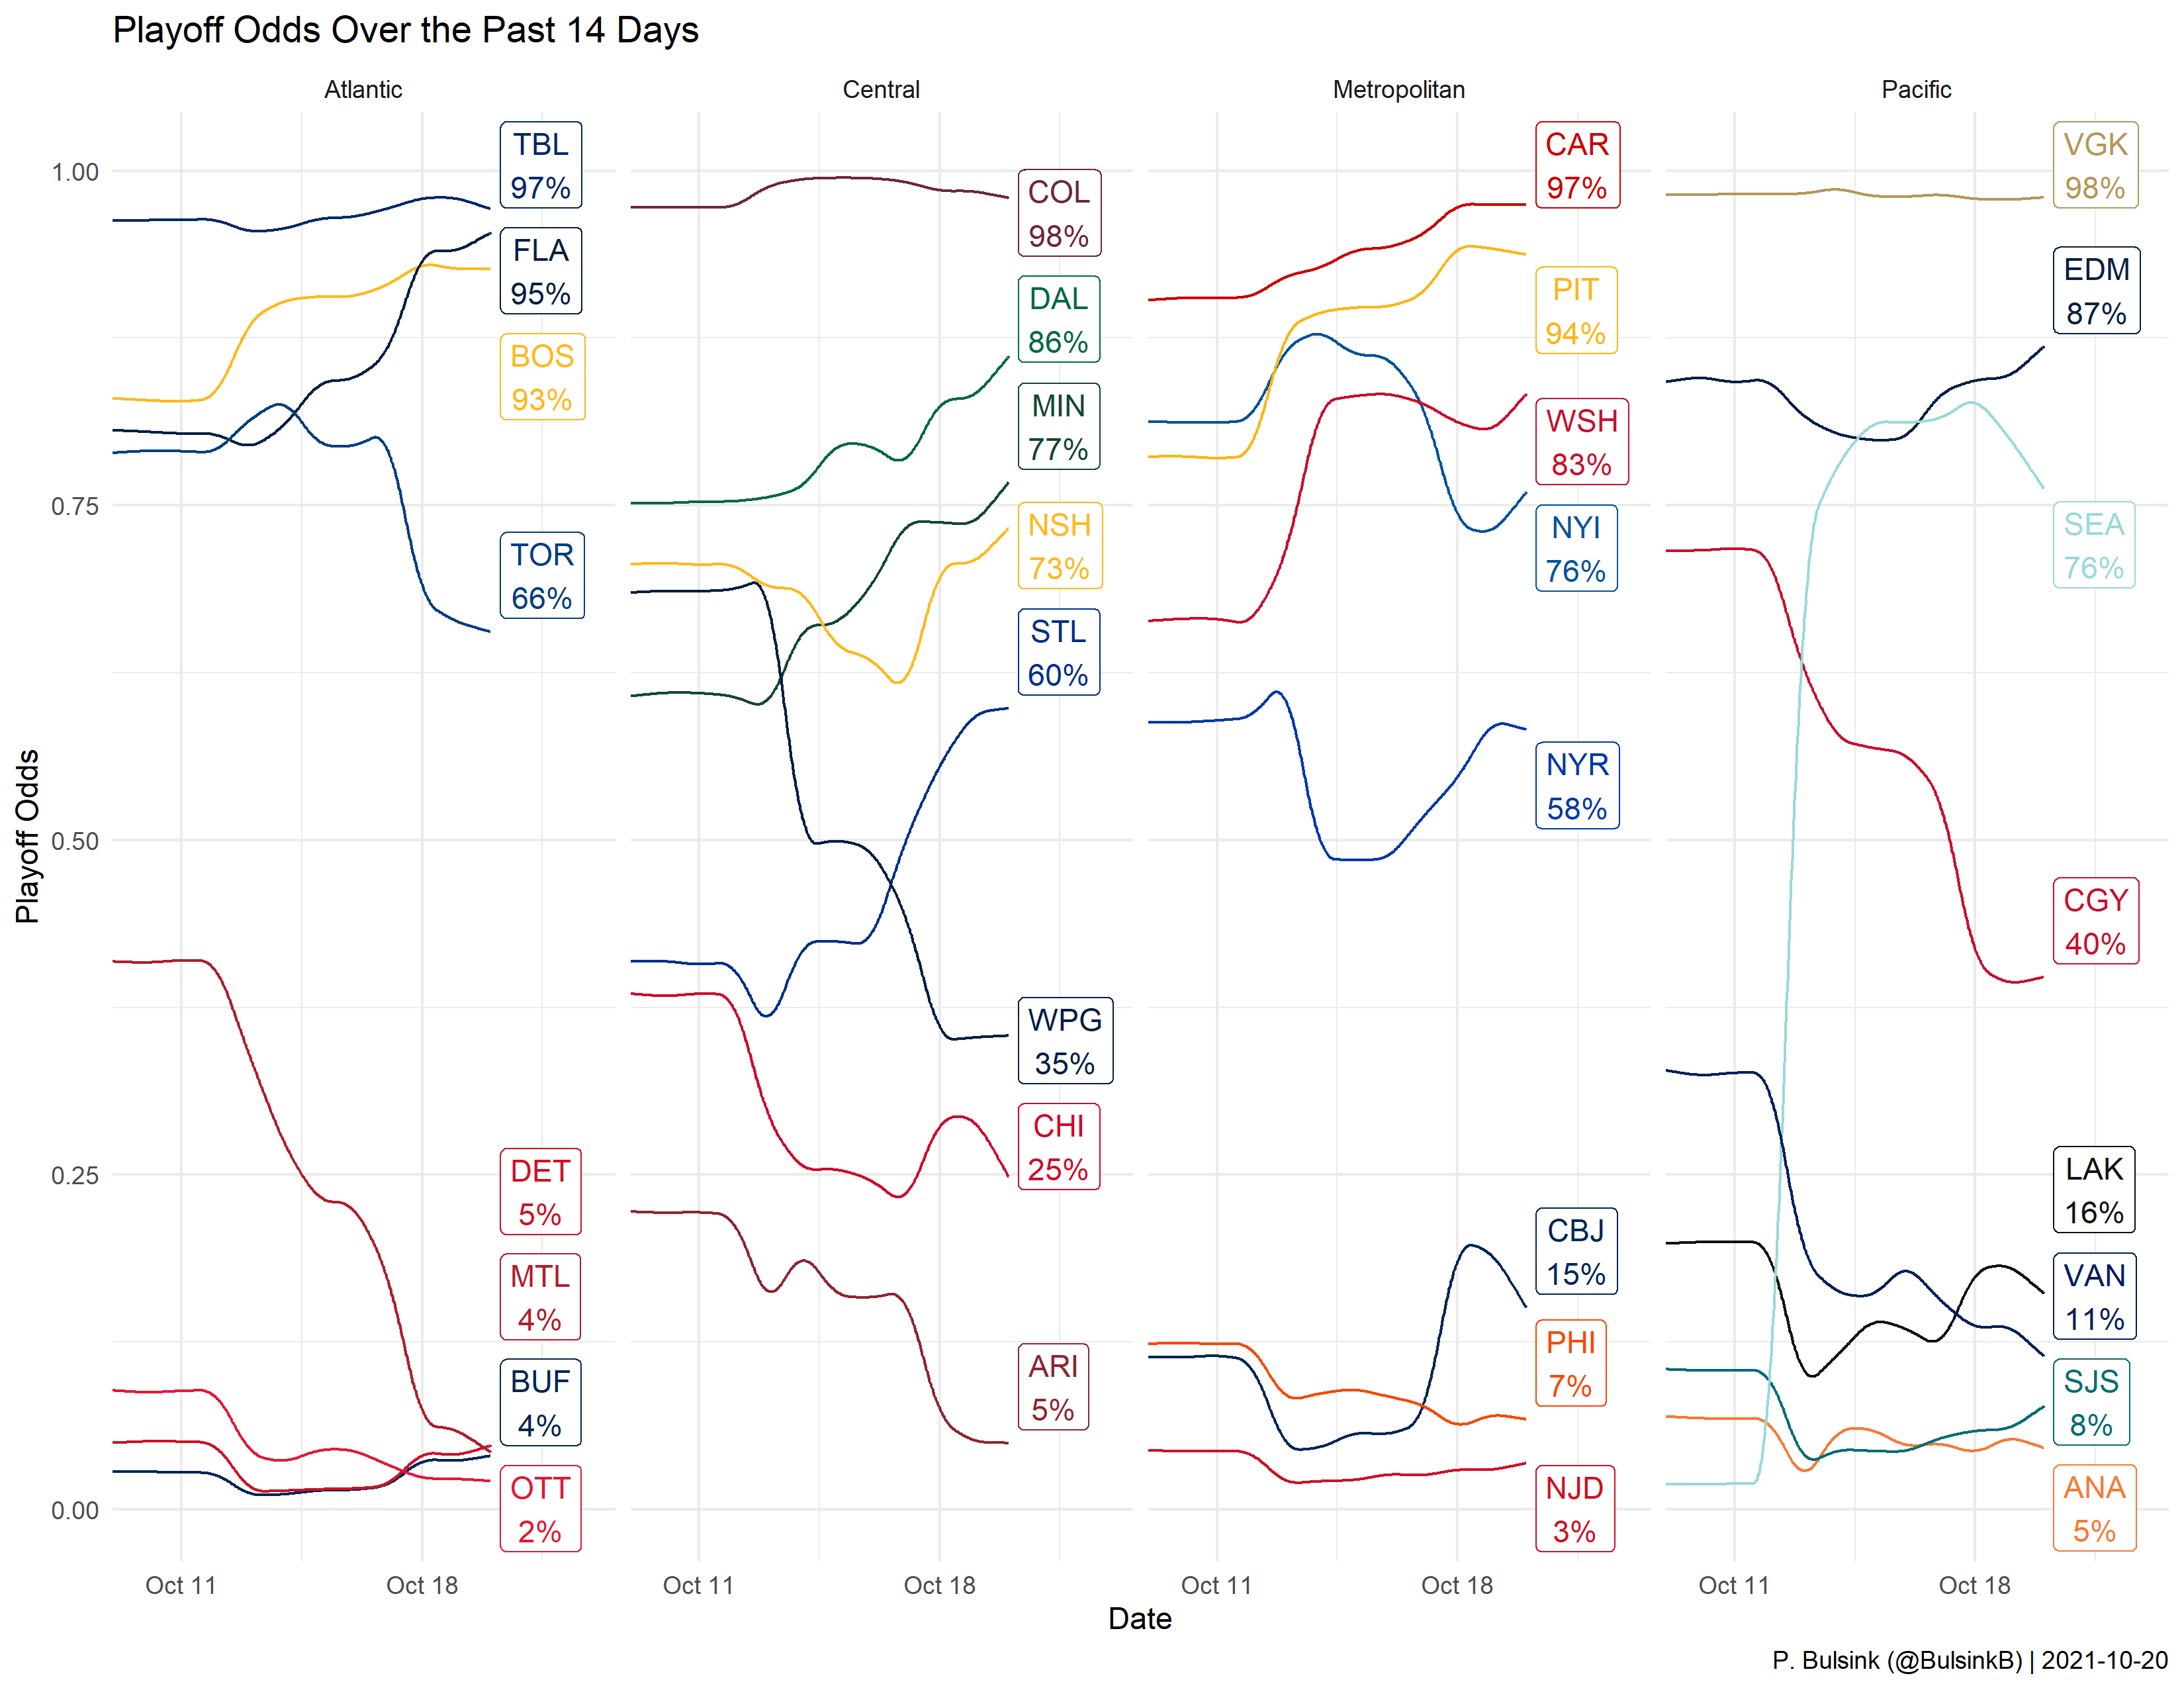 Playoff Odds Over the Past 14 Days
Atlantic
Central
Metropolitan
Pacific
Playoff Odds
1.00
0.75
0.50
0.25
0.00
TBL
97%
FLA
95%
BOS
93%
TOR
66%
DET
5%
MTL
4%
BUF
4%
OTT
2%
COL
98%
DAL
86%
MIN
77%
NSH
73%
STL
60%
WPG
35%
CHI
25%
ARI
5%
CAR
97%
PIT
94%
WSH
83%
NYI
76%
NYR
58%
CBJ
15%
PHI
7%
NJD
3%
VGK
98%
EDM
87%
SEA
76%
CGY
40%
LAK
16%
VAN
11%
SJS
8%
ANA
5%
Oct 11
Oct 18
Oct 11
Oct 18
Oct 11
Oct 18
Oct 11
Oct 18
Date
P. Bulsink (@BulsinkB) | 2021-10-20